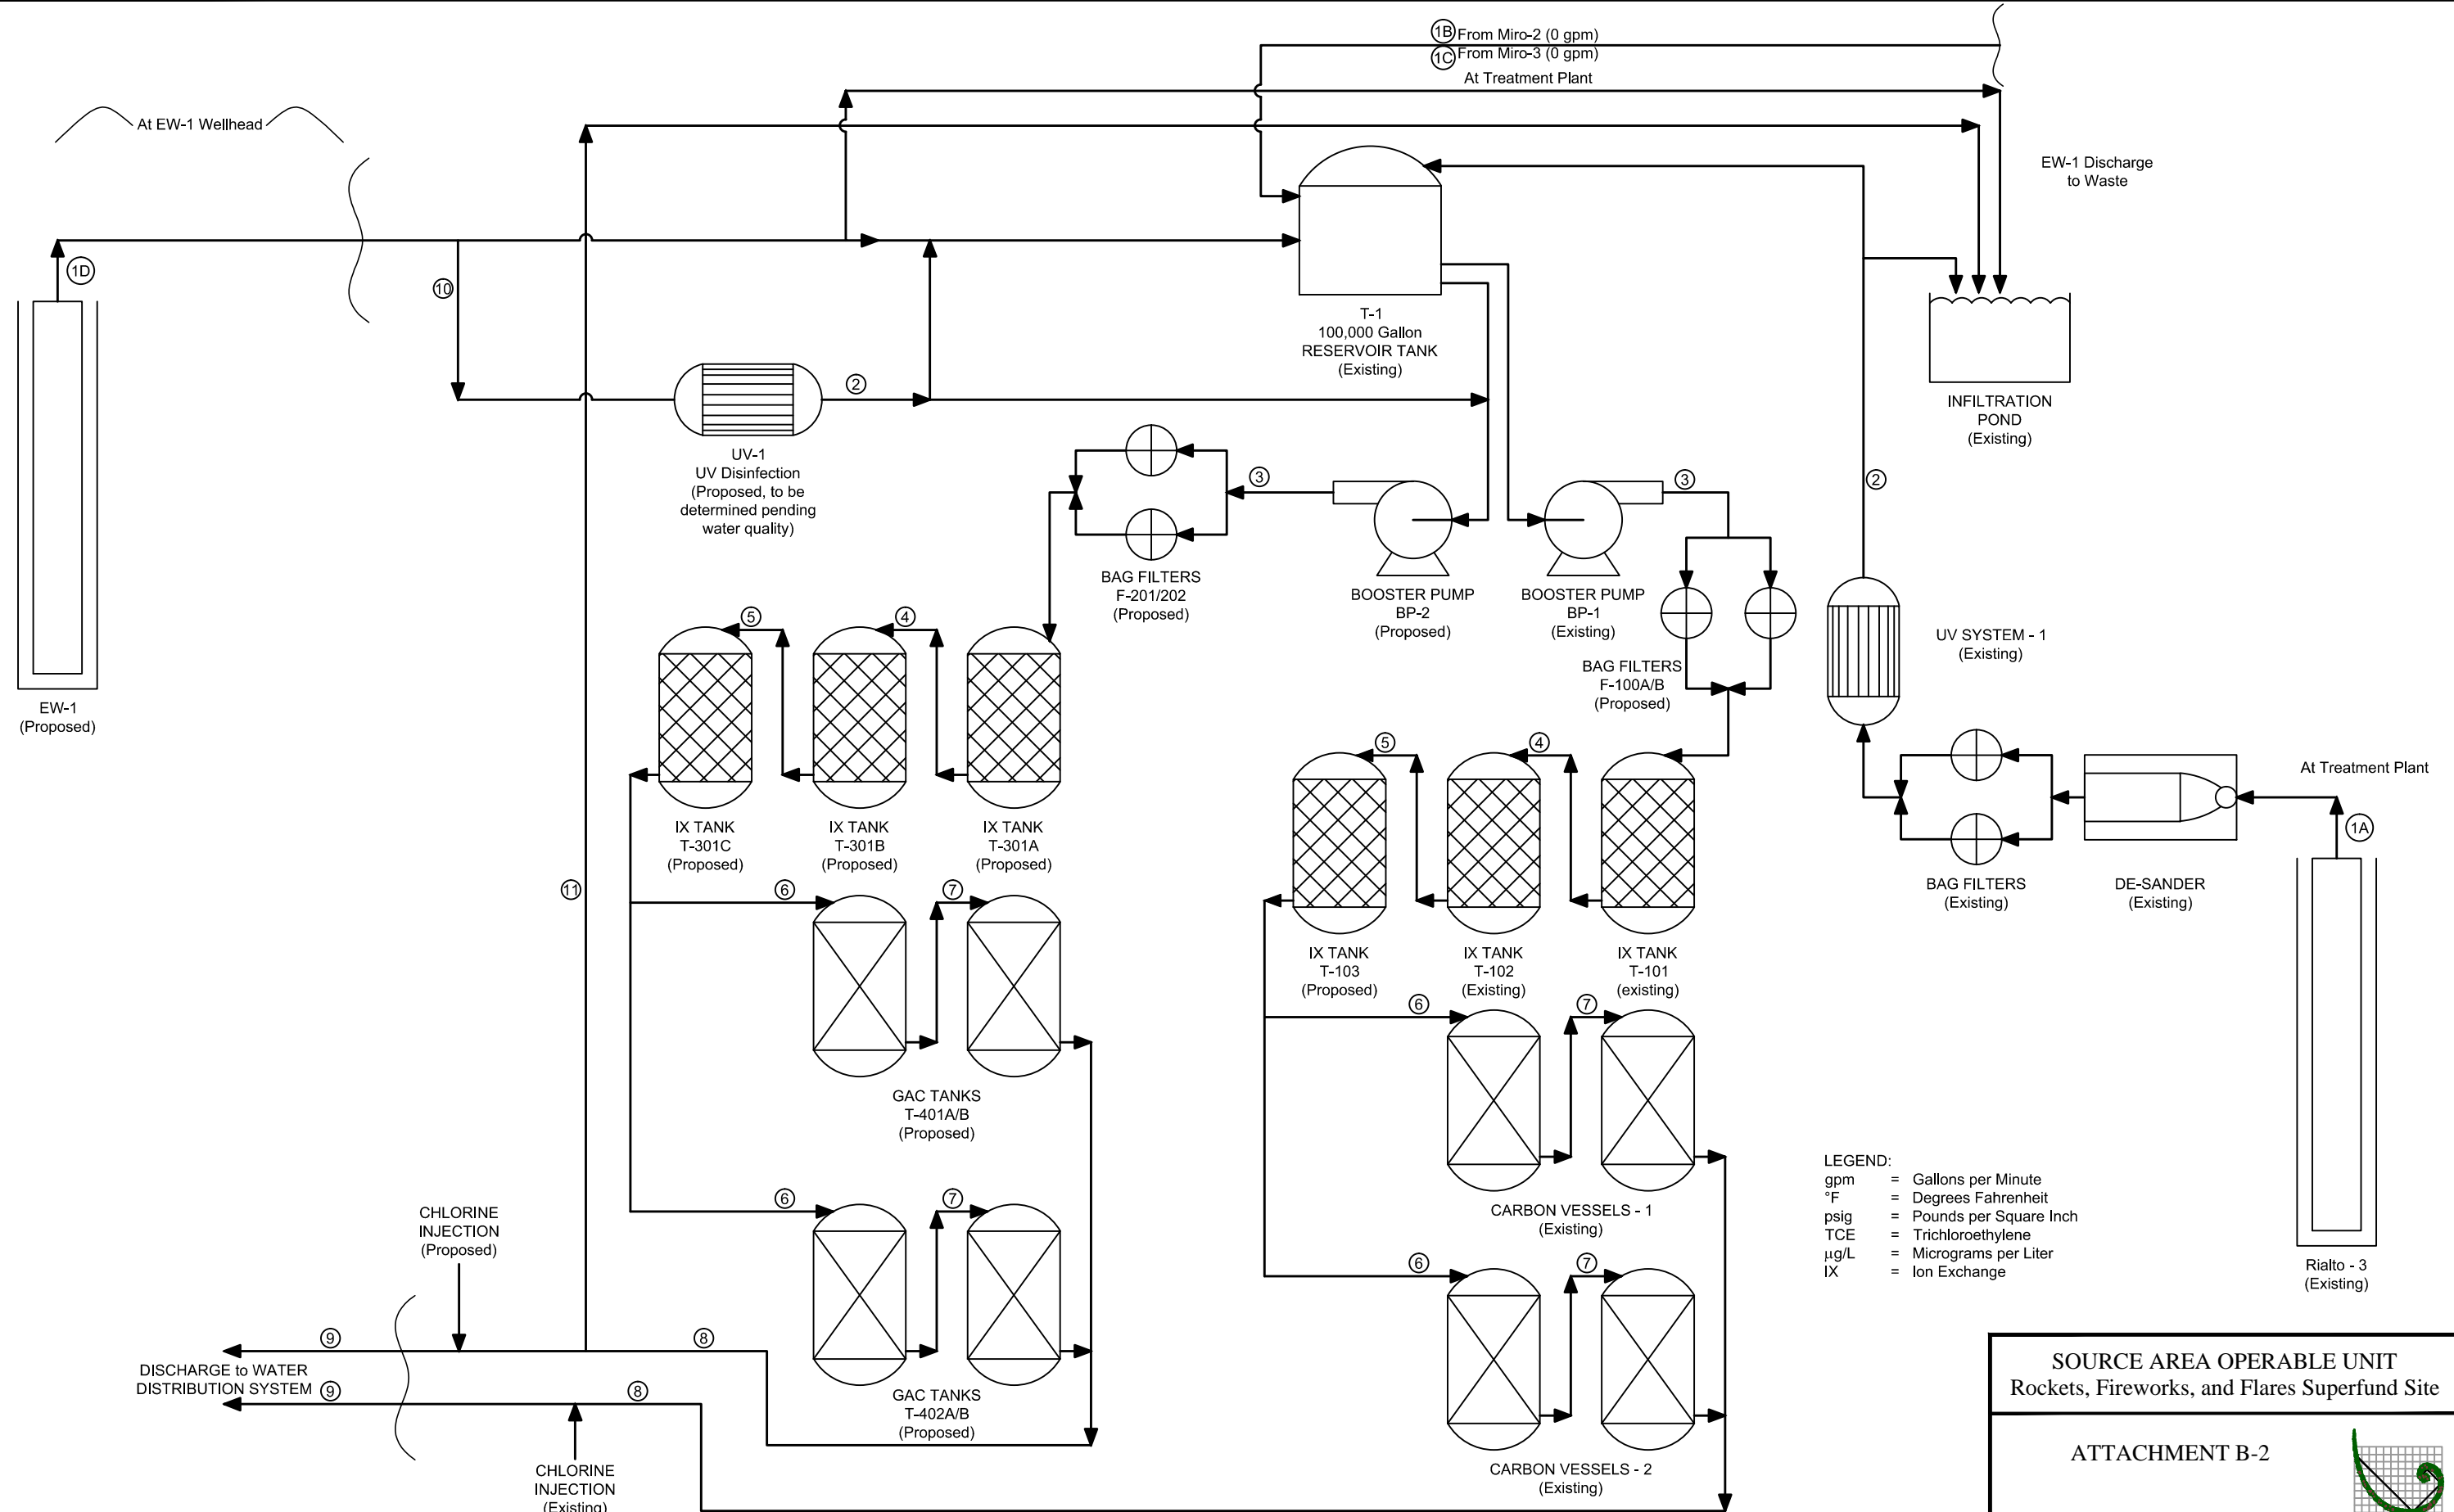 1B
From Miro-2 (0 gpm)
1C
From Miro-3 (0 gpm)
At Treatment Plant
At EW-1 Wellhead
EW-1 Discharge
to Waste
1D
10
T-1
100,000 Gallon
RESERVOIR TANK
(Existing)
2
INFILTRATION
POND
(Existing)
UV-1
UV Disinfection
(Proposed, to be
determined pending
water quality)
3
3
2
BAG FILTERS
F-201/202
(Proposed)
BOOSTER PUMP
BP-2
(Proposed)
BOOSTER PUMP
BP-1
(Existing)
5
4
UV SYSTEM - 1
(Existing)
BAG FILTERS
F-100A/B
(Proposed)
EW-1
(Proposed)
5
4
At Treatment Plant
1A
IX TANK
T-301C
(Proposed)
IX TANK
T-301B
(Proposed)
IX TANK
T-301A
(Proposed)
11
6
7
BAG FILTERS
(Existing)
DE-SANDER
(Existing)
IX TANK
T-103
(Proposed)
IX TANK
T-102
(Existing)
IX TANK
T-101
(existing)
6
7
GAC TANKS
T-401A/B
(Proposed)
LEGEND:
gpm = Gallons per Minute
°F = Degrees Fahrenheit
psig = Pounds per Square Inch
TCE = Trichloroethylene
µg/L = Micrograms per Liter
IX = Ion Exchange
6
7
CARBON VESSELS - 1
(Existing)
CHLORINE
INJECTION
(Proposed)
6
7
Rialto - 3
(Existing)
9
8
DISCHARGE to WATER
DISTRIBUTION SYSTEM
9
8
GAC TANKS
T-402A/B
(Proposed)
CHLORINE
INJECTION
(Existing)
CARBON VESSELS - 2
(Existing)
SOURCE AREA OPERABLE UNIT
Rockets, Fireworks, and Flares Superfund Site
ATTACHMENT B-2